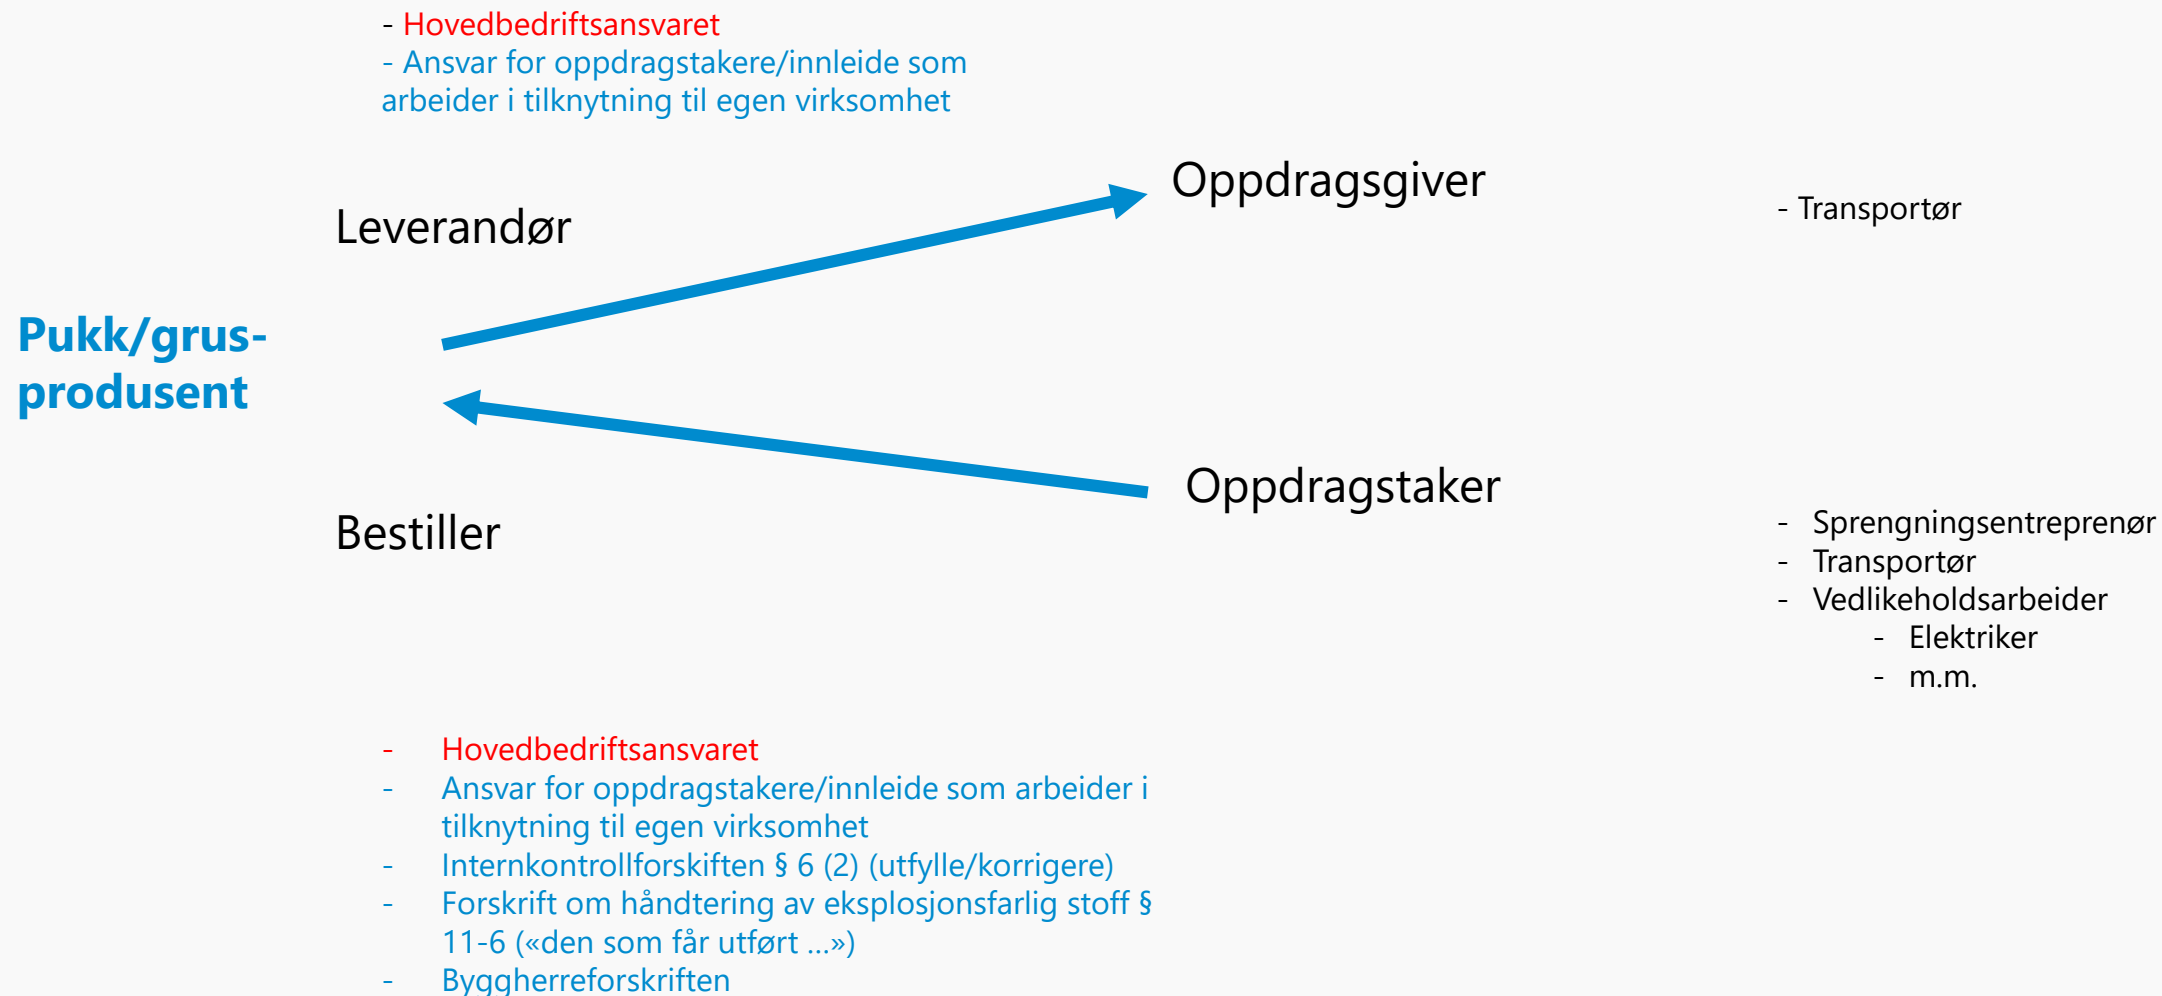 - Hovedbedriftsansvaret
- Ansvar for oppdragstakere/innleide som
arbeider i tilknytning til egen virksomhet
Oppdragsgiver
- Transportør
Leverandør
Pukk/grus-
produsent
Oppdragstaker
Bestiller
- Sprengningsentreprenør
- Transportør
- Vedlikeholdsarbeider
- Elektriker
- m.m.
- Hovedbedriftsansvaret
- Ansvar for oppdragstakere/innleide som arbeider i
tilknytning til egen virksomhet
- Internkontrollforskiften § 6 (2) (utfylle/korrigere)
- Forskrift om håndtering av eksplosjonsfarlig stoff §
11-6 («den som får utført ...»)
- Byggherreforskriften